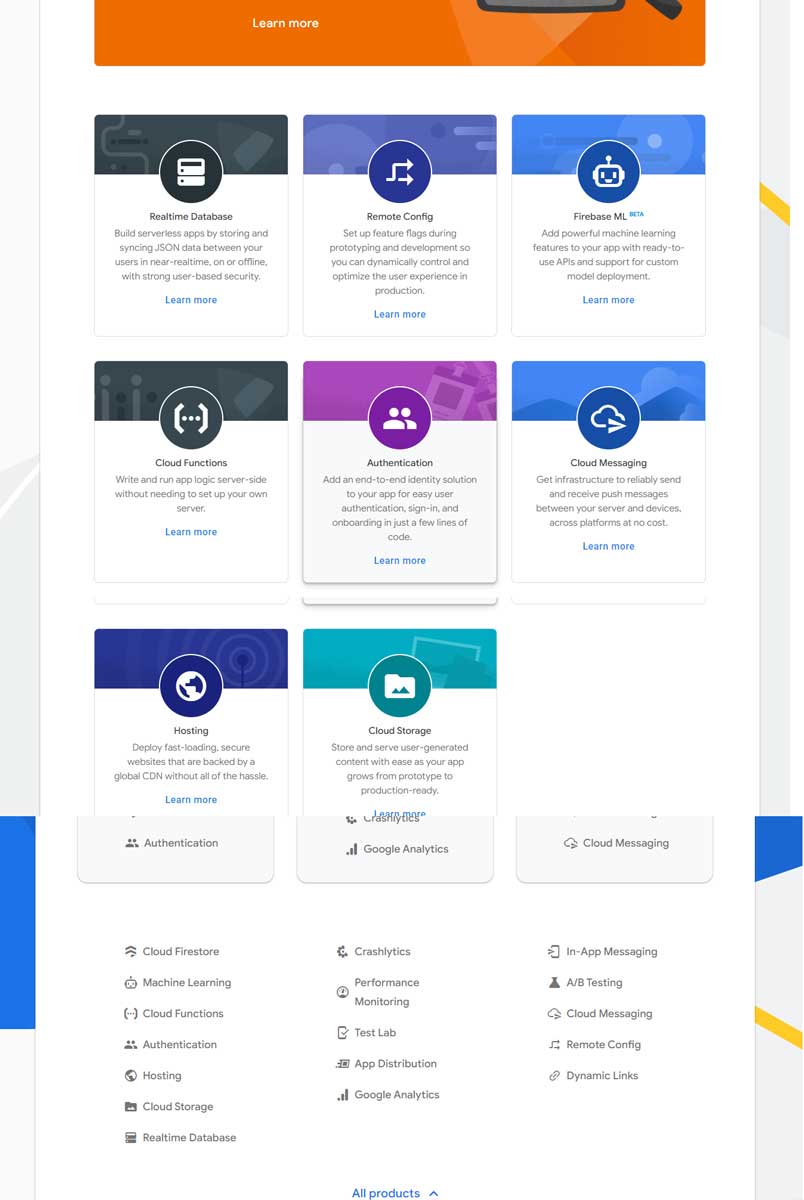 Learn more
Realtime Database
Build serverless apps by storing and
syncing JSON data between your
users in near-realtime, on or offline,
with strong user-based security.
Learn more
Remote Config
Set up feature flags during
prototyping and development so
you can dynamically control and
optimize the user experience in
production.
Learn more
Firebase ML BETA
Add powerful machine learning
features to your app with ready-to-
use APIs and support for custom
model deployment.
Learn more
Cloud Functions
Write and run app logic server-side
without needing to set up your own
server.
Learn more
Authentication
Add an end-to-end identity solution
to your app for easy user
authentication, sign-in, and
onboarding in just a few lines of
code.
Learn more
Cloud Messaging
Get infrastructure to reliably send
and receive push messages
between your server and devices,
across platforms at no cost.
Learn more
Hosting
Deploy fast-loading, secure
websites that are backed by a
global CDN without all of the hassle.
Learn more
Cloud Storage
Store and serve user-generated
content with ease as your app
grows from prototype to
production-ready.
Learn more
Authentication
Crashlytics
Google Analytics
Cloud Messaging
Cloud Firestore
Machine Learning
Cloud Functions
Authentication
Hosting
Cloud Storage
Realtime Database
Crashlytics
Performance
Monitoring
Test Lab
App Distribution
Google Analytics
In-App Messaging
A/B Testing
Cloud Messaging
Remote Config
Dynamic Links
All products